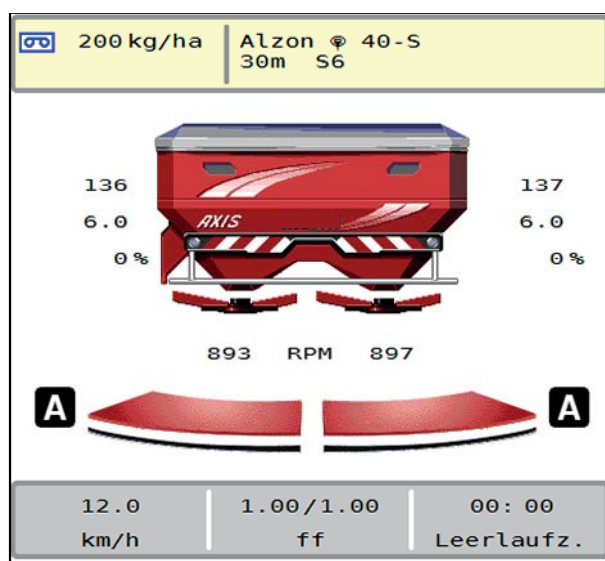 200 kg/ha
Alzon 40-S
30m S6
136
137
6.0
6.0
AXIS
0 %
0 %
893 RPM 897
A
A
12.0
1.00/1.00
00: 00
km/h
ff
Leerlaufz.